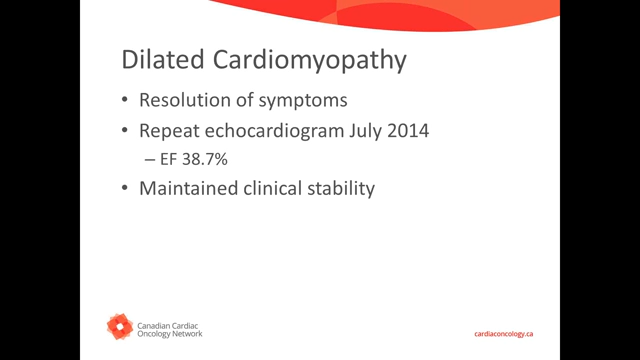 Dilated Cardiomyopathy
• Resolution of symptoms
• Repeat echocardiogram July 2014
– EF 38.7%
• Maintained clinical stability
Canadian Cardiac
Oncology Network
cardiaconcology.ca